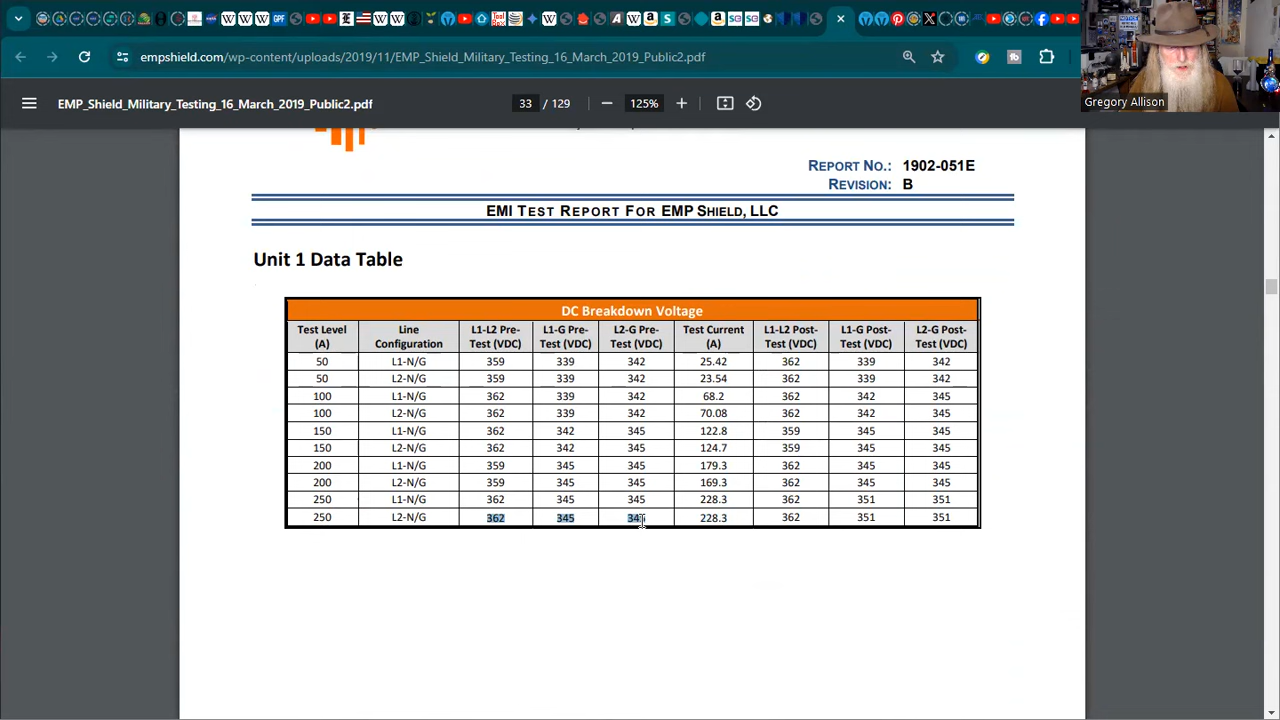 empshield.com/wp-content/uploads/2019/11/EMP_Shield_Military_Testing_16_March_2019_Public2.pdf
Gregory Allison
EMP_Shield_Military_Testing_16_March_2019_Public2.pdf
33 / 129
125%
REPORT NO.: 1902-051E
REVISION: B
EMI TEST REPORT FOR EMP SHIELD, LLC
Unit 1 Data Table
DC Breakdown Voltage
Test Level (A) Line Configuration L1-L2 Pre-Test (VDC) L1-G Pre-Test (VDC) L2-G Pre-Test (VDC) Test Current (A) L1-L2 Post-Test (VDC) L1-G Post-Test (VDC) L2-G Post-Test (VDC)
50 L1-N/G 359 339 342 25.42 362 339 342
50 L2-N/G 359 339 342 23.54 362 339 342
100 L1-N/G 362 339 342 68.2 362 342 345
100 L2-N/G 362 339 342 70.08 362 342 345
150 L1-N/G 362 342 345 122.8 359 345 345
150 L2-N/G 362 342 345 124.7 359 345 345
200 L1-N/G 359 345 345 179.3 362 345 345
200 L2-N/G 359 345 345 169.3 362 345 345
250 L1-N/G 362 345 345 228.3 362 351 351
250 L2-N/G 362 345 345 228.3 362 351 351